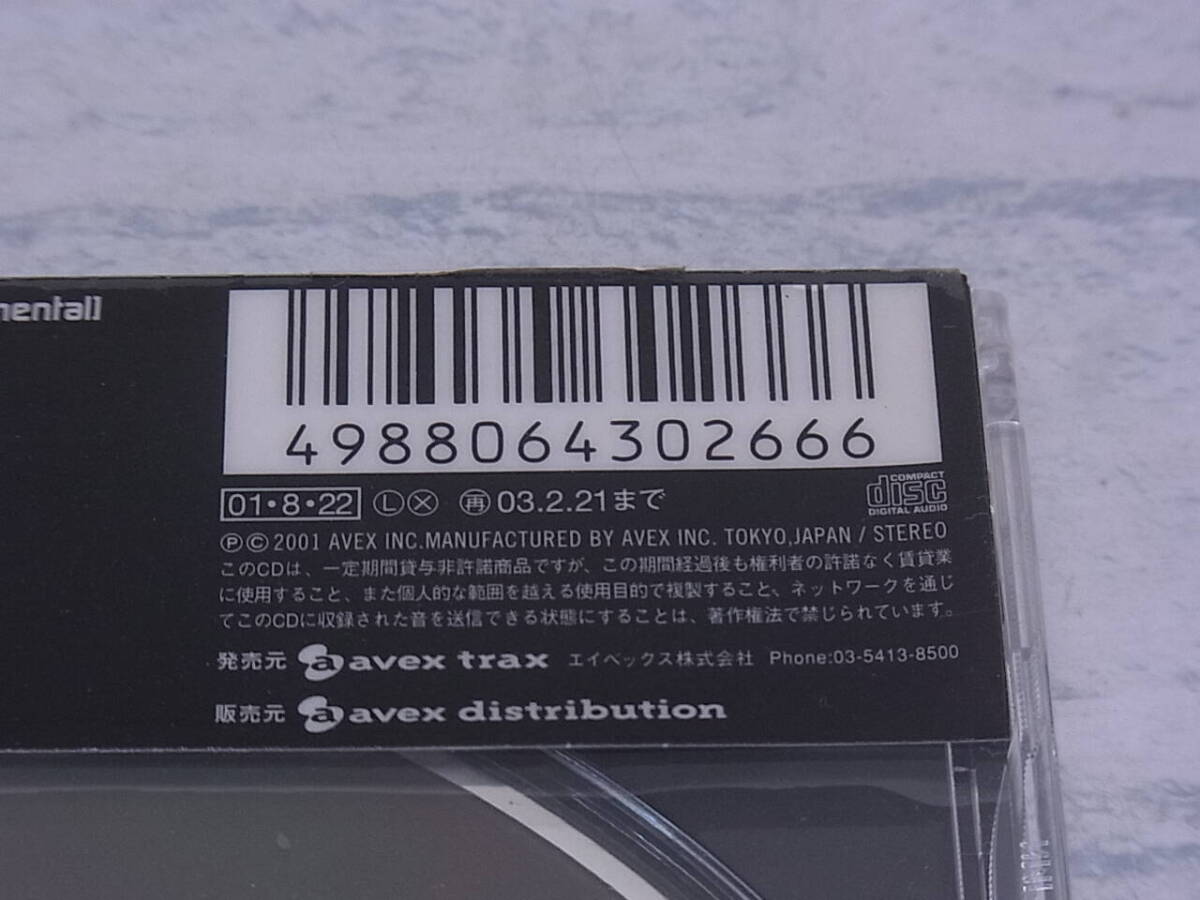 mentall
4988064302666
01・8・22 Ⓛ Ⓧ 再 03.2.21まで
COMPACT
disc
DIGITAL AUDIO
ⓅⒸ 2001 AVEX INC.MANUFACTURED BY AVEX INC. TOKYO,JAPAN / STEREO
このCDは、一定期間貸与非許諾商品ですが、この期間経過後も権利者の許諾なく賃貸業
に使用すること、また個人的な範囲を越える使用目的で複製すること、ネットワークを通じ
てこのCDに収録された音を送信できる状態にすることは、著作権法で禁じられています。
発売元 a avex trax エイベックス株式会社 Phone:03-5413-8500
販売元 a avex distribution